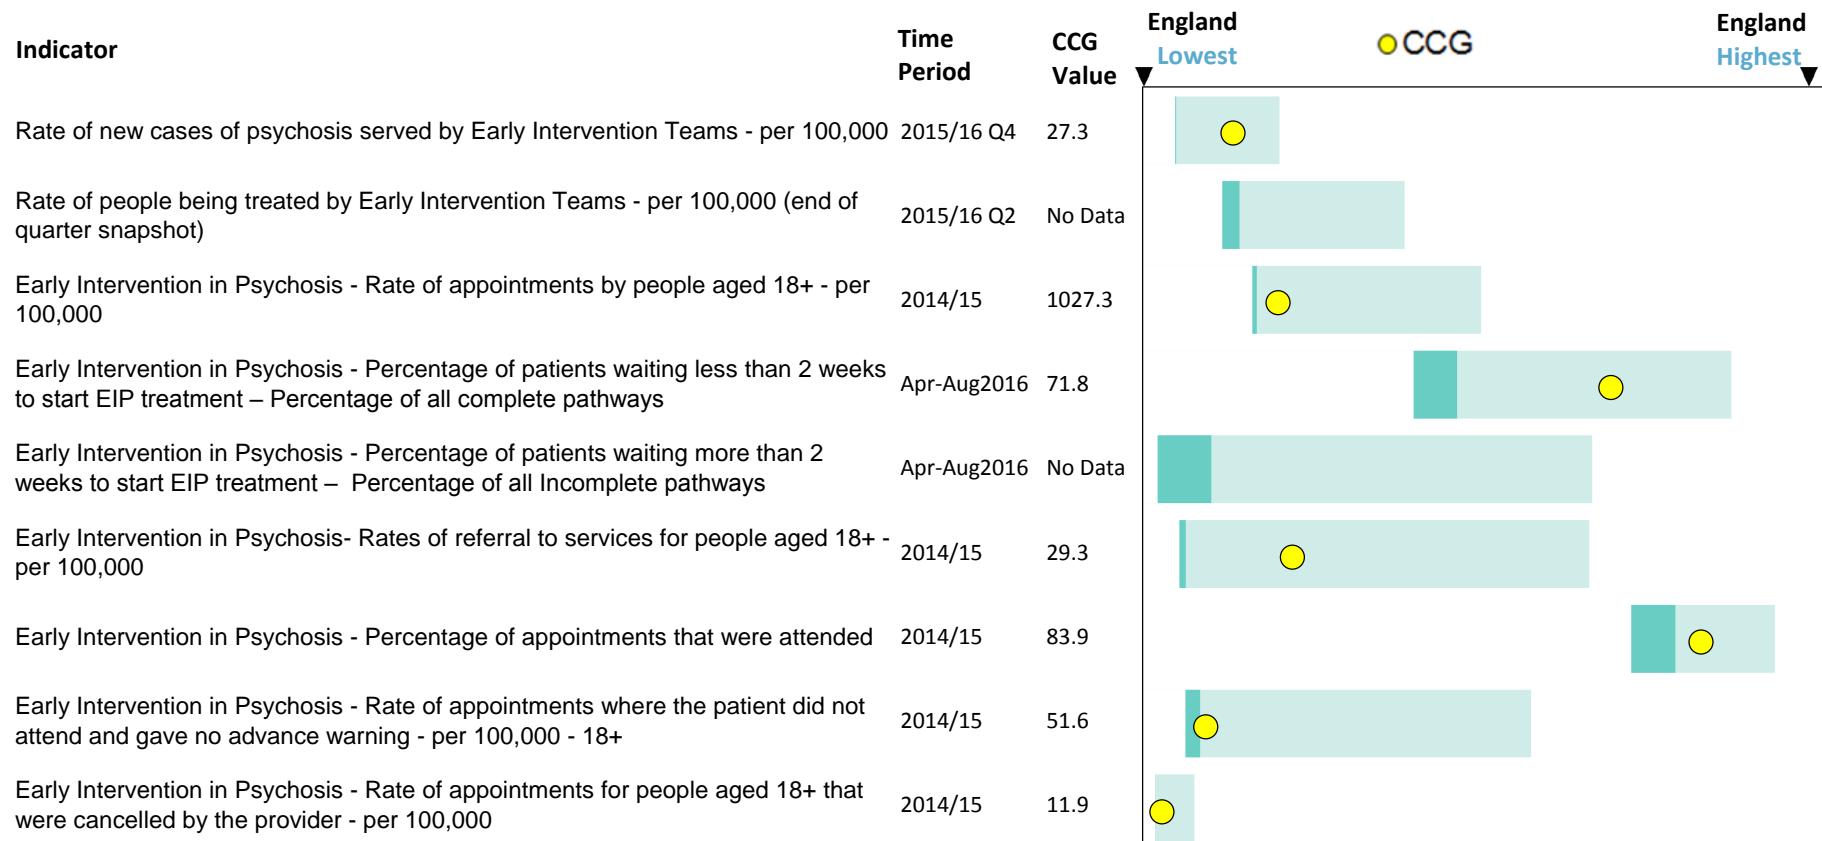 Indicator
Time
Period
CCG
Value
England
Lowest
CCG
England
Highest
Rate of new cases of psychosis served by Early Intervention Teams - per 100,000 2015/16 Q4 27.3
Rate of people being treated by Early Intervention Teams - per 100,000 (end of
quarter snapshot)
2015/16 Q2 No Data
Early Intervention in Psychosis - Rate of appointments by people aged 18+ - per
100,000
2014/15 1027.3
Early Intervention in Psychosis - Percentage of patients waiting less than 2 weeks
to start EIP treatment – Percentage of all complete pathways
Apr-Aug2016 71.8
Early Intervention in Psychosis - Percentage of patients waiting more than 2
weeks to start EIP treatment – Percentage of all Incomplete pathways
Apr-Aug2016 No Data
Early Intervention in Psychosis- Rates of referral to services for people aged 18+ -
per 100,000
2014/15 29.3
Early Intervention in Psychosis - Percentage of appointments that were attended 2014/15 83.9
Early Intervention in Psychosis - Rate of appointments where the patient did not
attend and gave no advance warning - per 100,000 - 18+
2014/15 51.6
Early Intervention in Psychosis - Rate of appointments for people aged 18+ that
were cancelled by the provider - per 100,000
2014/15 11.9